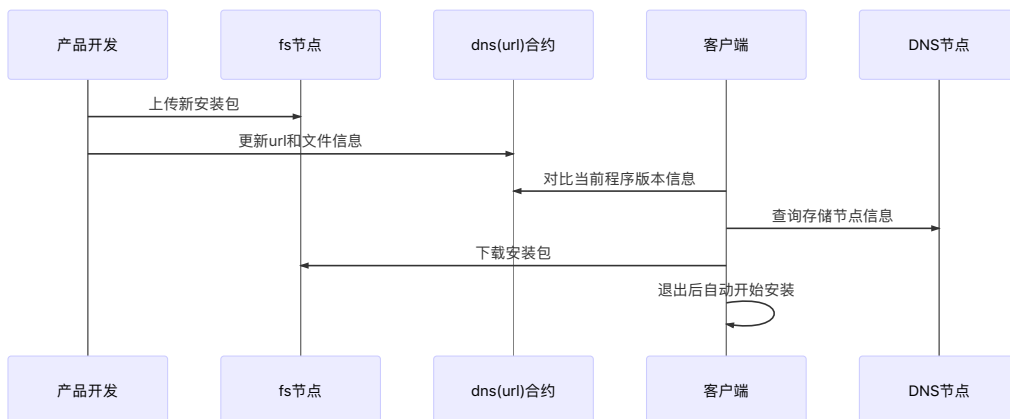 产品开发
fs节点
dns(url)合约
客户端
DNS节点
上传新安装包
更新url和文件信息
对比当前程序版本信息
查询存储节点信息
下载安装包
退出后自动开始安装
产品开发
fs节点
dns(url)合约
客户端
DNS节点